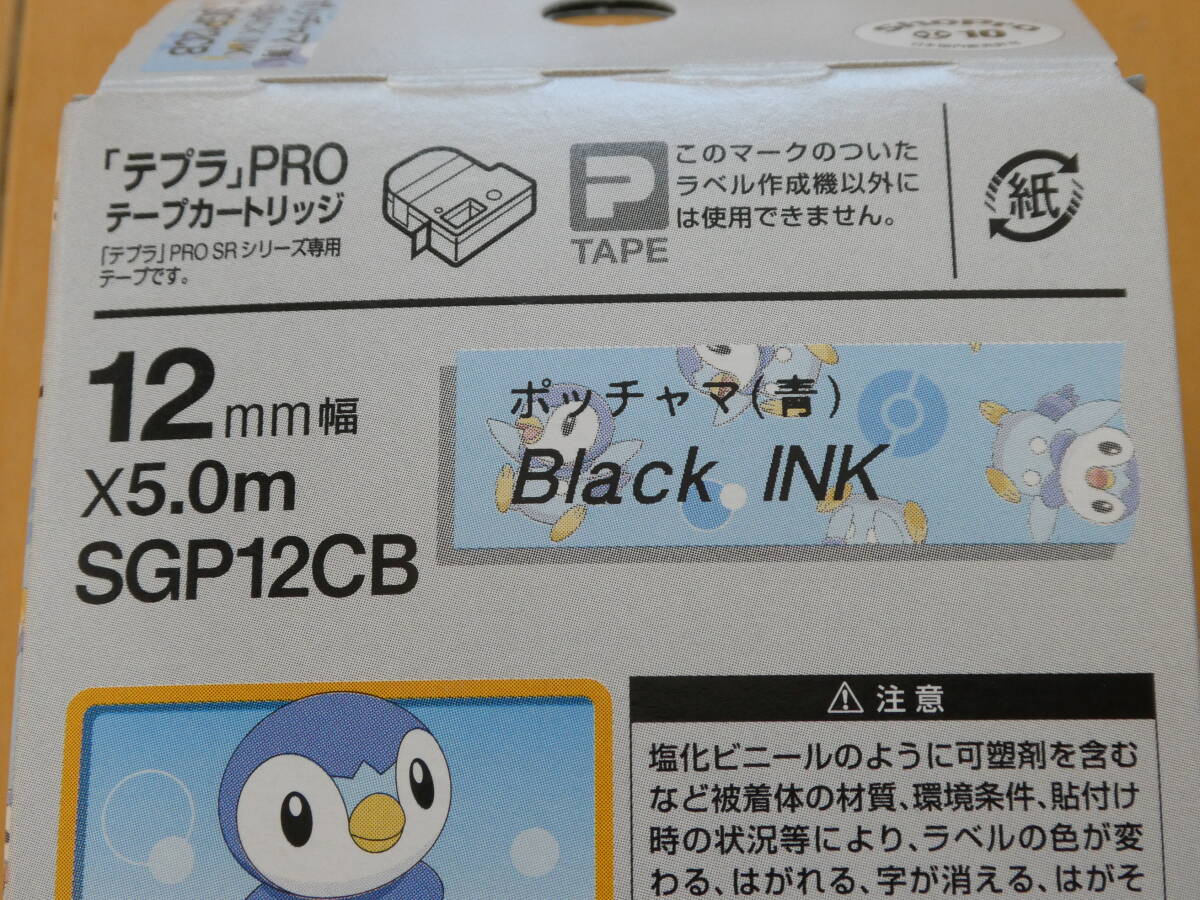 ShoPro
10
「テプラ」PRO
テープカートリッジ
「テプラ」PRO SRシリーズ専用
テープです。
P
TAPE
このマークのついた
ラベル作成機以外に
は使用できません。
紙
12mm幅
X5.0m
SGP12CB
ポッチャマ(青)
Black INK
⚠注意
塩化ビニールのように可塑剤を含む
など被着体の材質、環境条件、貼付け
時の状況等により、ラベルの色が変
わる、はがれる、字が消える、はがそ